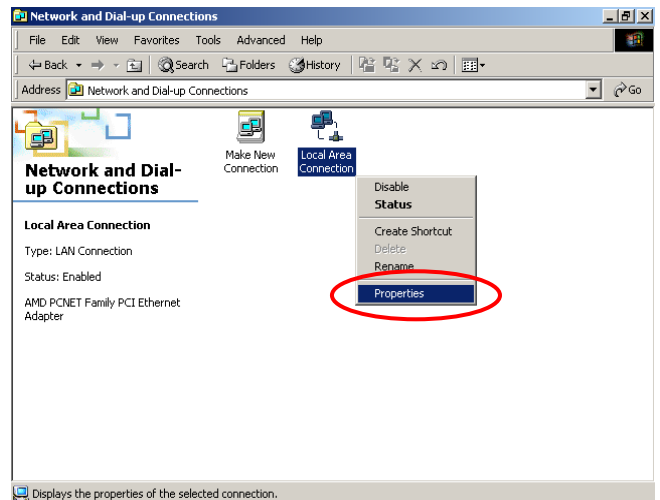 Network and Dial-up Connections
File Edit View Favorites Tools Advanced Help
Back Search Folders History
Address Network and Dial-up Connections Go
Network and Dial-
up Connections
Local Area Connection
Type: LAN Connection
Status: Enabled
AMD PCNET Family PCI Ethernet
Adapter
Make New
Connection
Local Area
Connection
Disable
Status
Create Shortcut
Delete
Rename
Properties
Displays the properties of the selected connection.